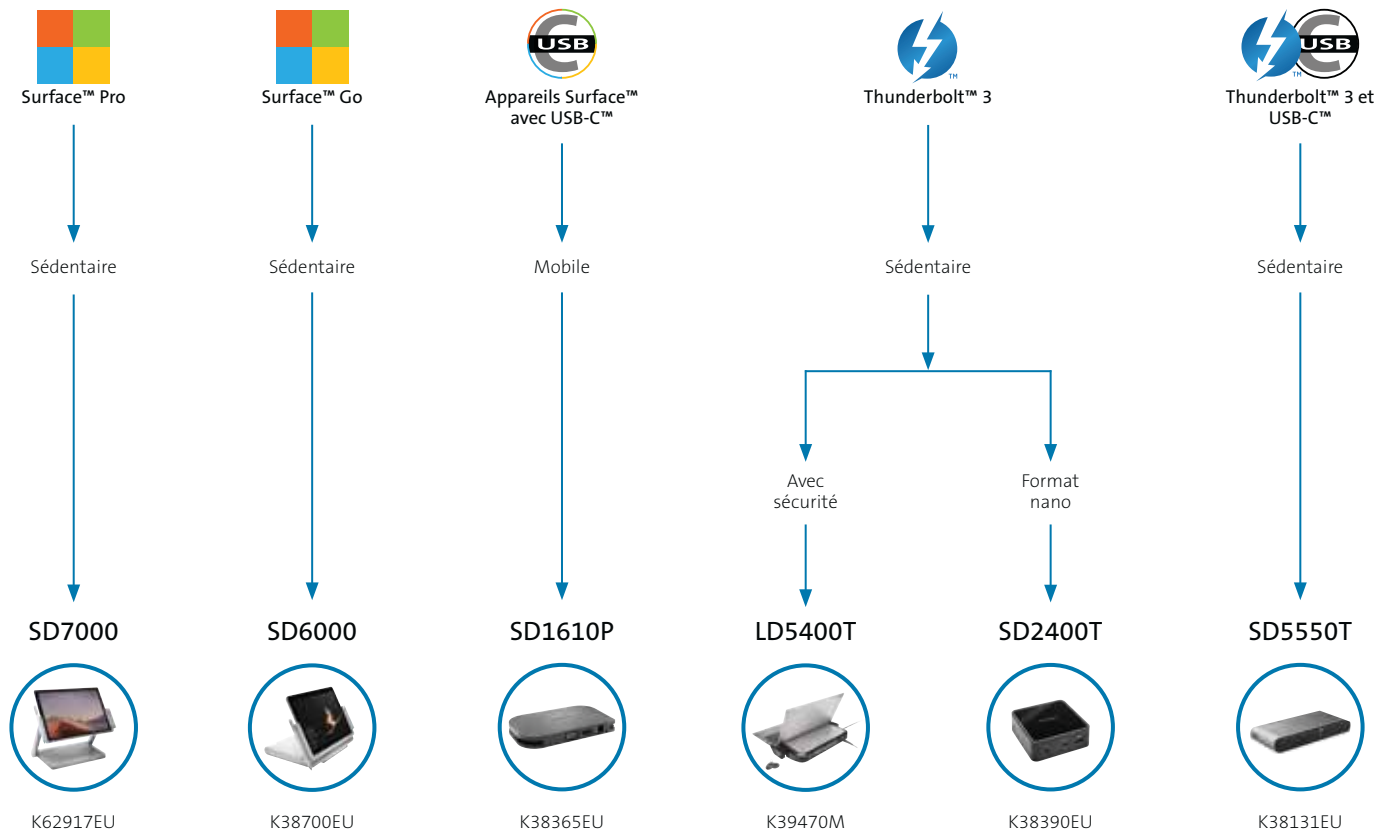 USB
USB
Surface™ Pro
Surface™ Go
Appareils Surface™
avec USB-C™
TM
Thunderbolt™ 3
TM
Thunderbolt™ 3 et
USB-C™
Sédentaire
Sédentaire
Mobile
Sédentaire
Sédentaire
Avec
sécurité
Format
nano
SD7000
SD6000
SD1610P
LD5400T
SD2400T
SD5550T
K62917EU
K38700EU
K38365EU
K39470M
K38390EU
K38131EU